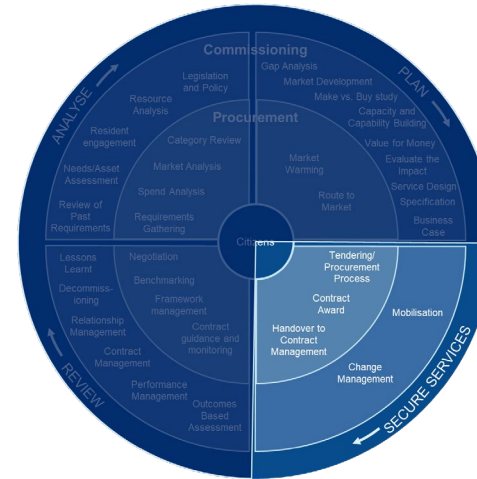 Commissioning
ANALYSE
Legislation
and Policy
Resource
Analysis
Resident
engagement
Needs/Asset
Assessment
Review of
Past
Requirements
Procurement
Category Review
Market Analysis
Spend Analysis
Requirements
Gathering
PLAN
Gap Analysis
Market Development
Make vs. Buy study
Capacity and
Capability Building
Value for Money
Evaluate the
Impact
Service Design
Specification
Business
Case
Market
Warming
Route to
Market
Citizens
Tendering/
Procurement
Process
Contract
Award
Handover to
Contract
Management
Mobilisation
Change
Management
SECURE SERVICES
Negotiation
Benchmarking
Framework
management
Contract
guidance and
monitoring
Lessons
Learnt
Decommiss-
ioning
Relationship
Management
Contract
Management
Performance
Management
Outcomes
Based
Assessment
REVIEW